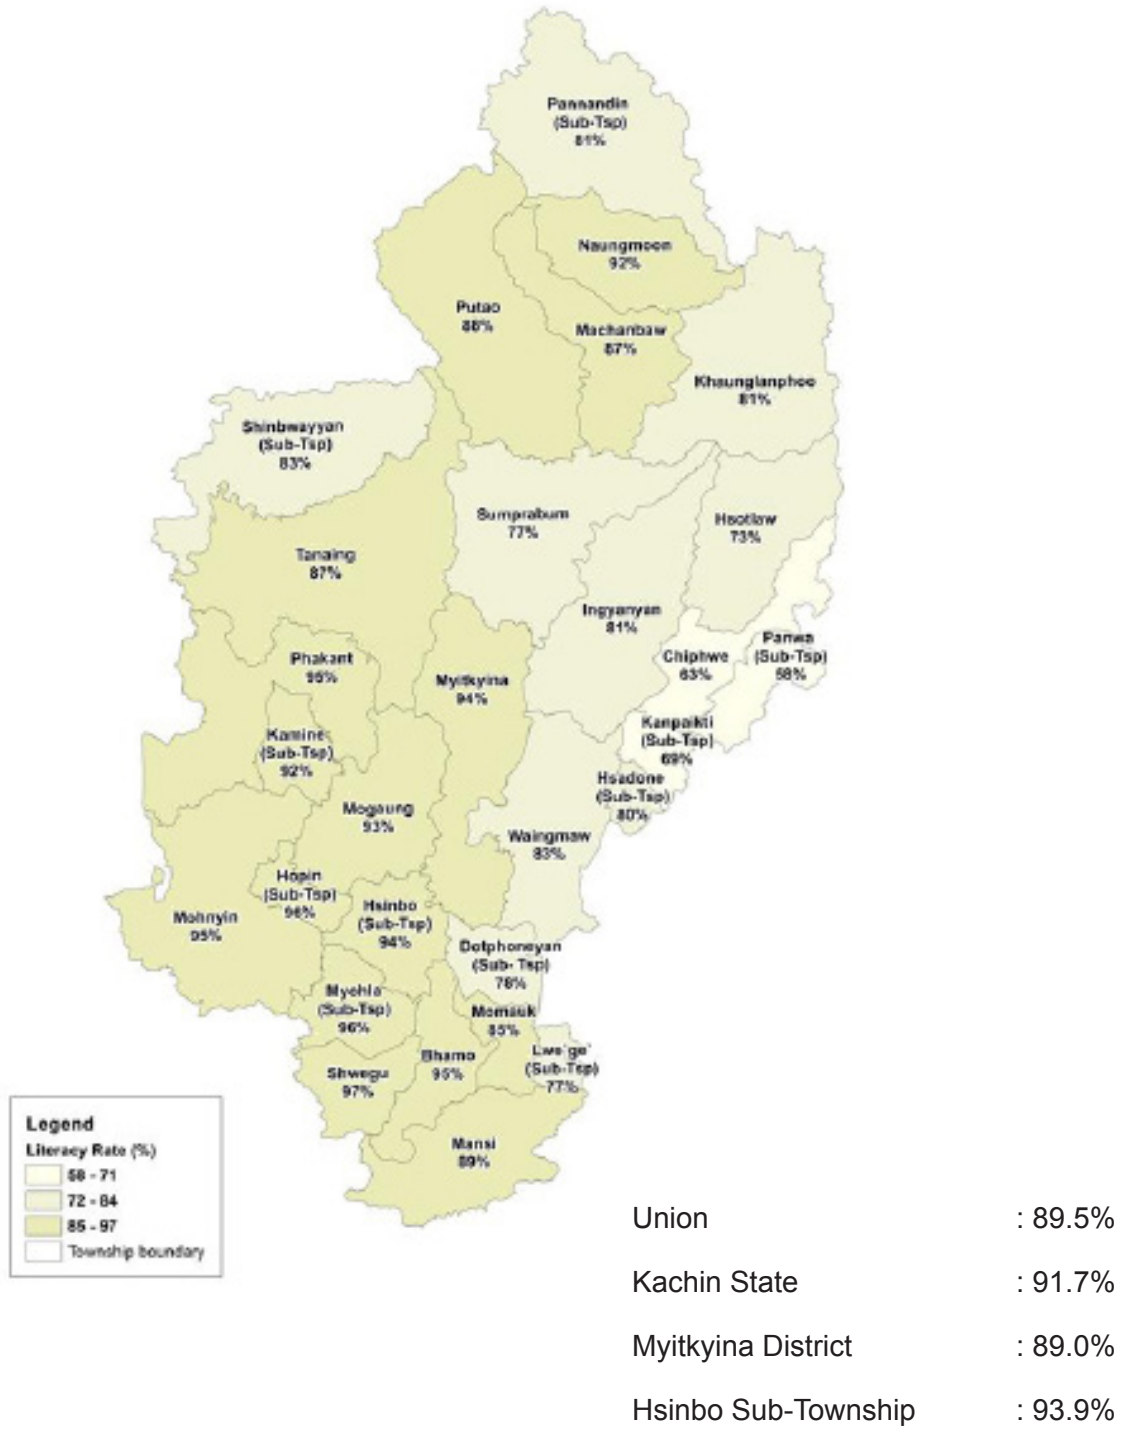 Pannandin
(Sub-Tsp)
81%
Naungmoon
92%
Putao
88%
Machanbaw
87%
Khaunglanphoo
81%
Shinbwayyan
(Sub-Tsp)
83%
Sumprabum
77%
Hsotlaw
73%
Tanaing
87%
Ingyanyan
81%
Panwa
(Sub-Tsp)
58%
Chiphwe
63%
Phakant
Myitkyina
94%
Kanpaikti
(Sub-Tsp)
69%
Kamine
(Sub-Tsp)
92%
Hsadone
(Sub-Tsp)
80%
Mogaung
93%
Waingmaw
83%
Hopin
(Sub-Tsp)
96%
Hsinbo
(Sub-Tsp)
94%
Mohnyin
95%
Dotphoneyan
(Sub- Tsp)
78%
Myohla
(Sub-Tsp)
96%
Momauk
85%
Bhamo
95%
Lwe'ge'
(Sub-Tsp)
77%
Shwegu
97%
Mansi
89%
Legend
Literacy Rate (%)
58 - 71
72 - 84
85 - 97
Township boundary
Union : 89.5%
Kachin State : 91.7%
Myitkyina District : 89.0%
Hsinbo Sub-Township : 93.9%